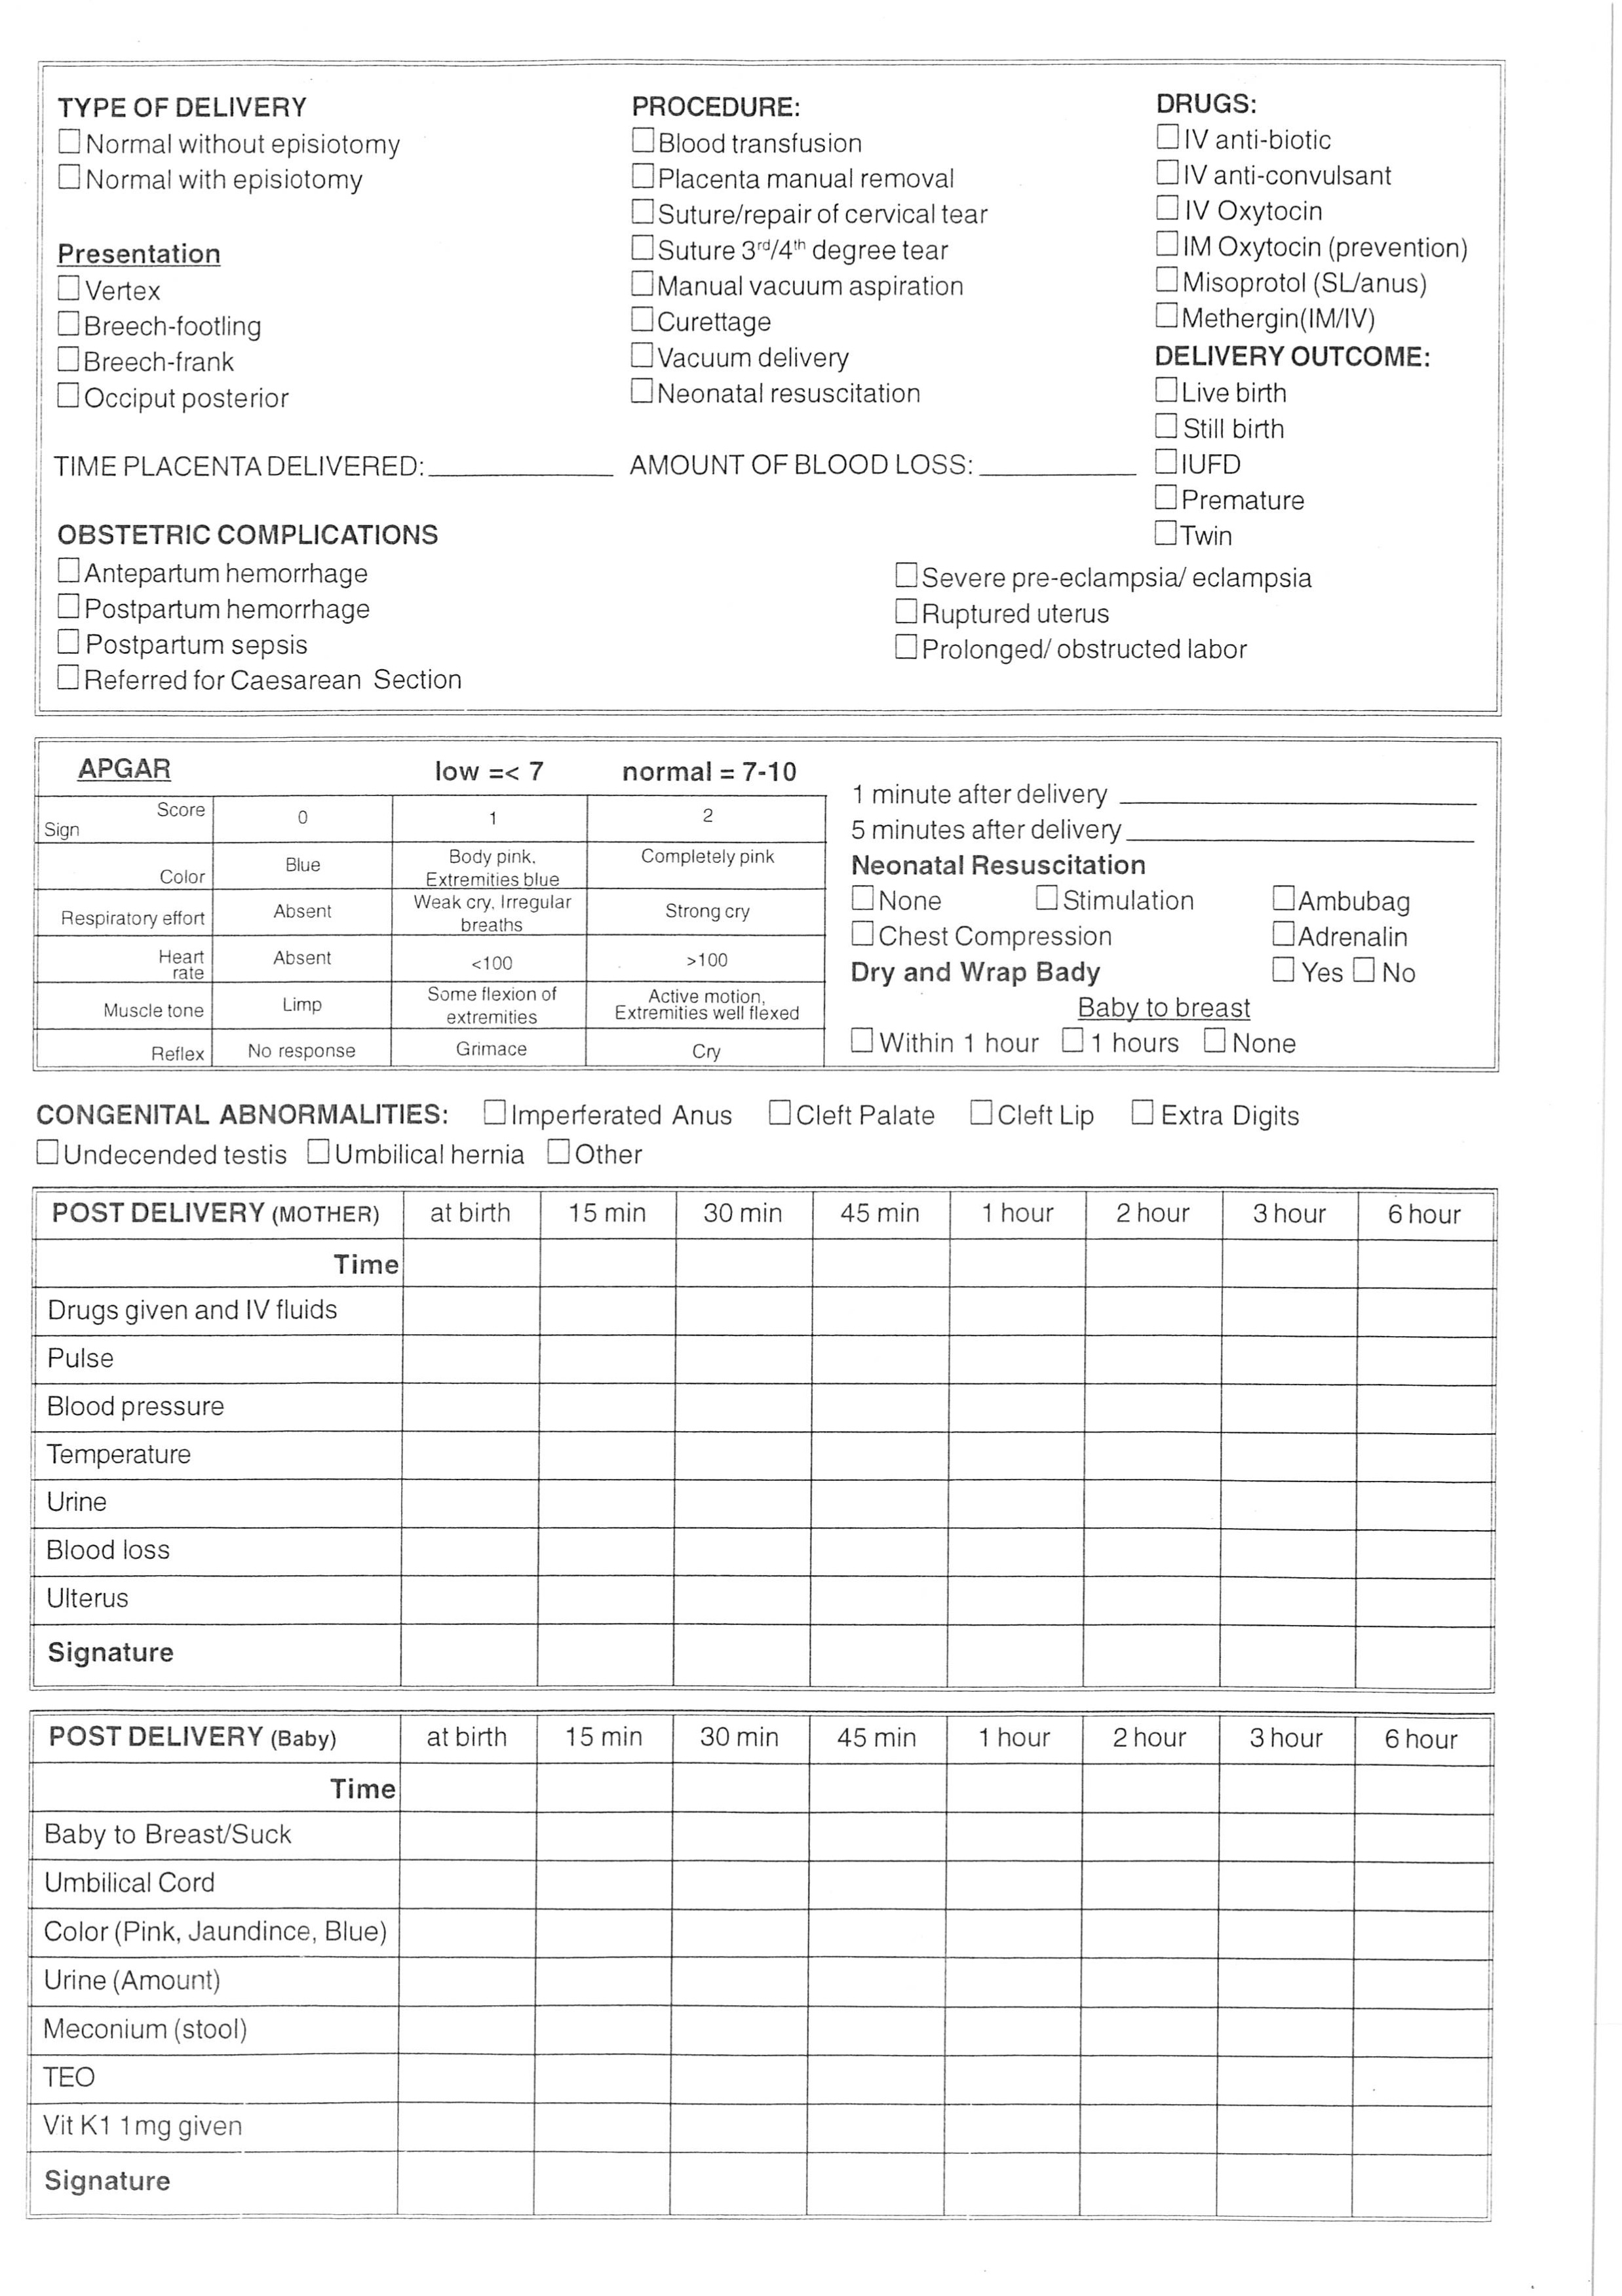 TYPE OF DELIVERY
☐ Normal without episiotomy
☐ Normal with episiotomy
Presentation
☐ Vertex
☐ Breech-footling
☐ Breech-frank
☐ Occiput posterior
PROCEDURE:
☐ Blood transfusion
☐ Placenta manual removal
☐ Suture/repair of cervical tear
☐ Suture 3rd/4th degree tear
☐ Manual vacuum aspiration
☐ Curettage
☐ Vacuum delivery
☐ Neonatal resuscitation
DRUGS:
☐ IV anti-biotic
☐ IV anti-convulsant
☐ IV Oxytocin
☐ IM Oxytocin (prevention)
☐ Misoprotol (SL/anus)
☐ Methergin(IM/IV)
DELIVERY OUTCOME:
☐ Live birth
☐ Still birth
☐ IUFD
☐ Premature
☐ Twin
TIME PLACENTA DELIVERED: ____________ AMOUNT OF BLOOD LOSS: ____________
OBSTETRIC COMPLICATIONS
☐ Antepartum hemorrhage
☐ Postpartum hemorrhage
☐ Postpartum sepsis
☐ Referred for Caesarean Section
☐ Severe pre-eclampsia/ eclampsia
☐ Ruptured uterus
☐ Prolonged/ obstructed labor
APGAR low =< 7 normal = 7-10
Score
Sign 0 1 2
Color Blue Body pink, Extremities blue Completely pink
Respiratory effort Absent Weak cry, Irregular breaths Strong cry
Heart rate Absent <100 >100
Muscle tone Limp Some flexion of extremities Active motion, Extremities well flexed
Reflex No response Grimace Cry
1 minute after delivery ____________
5 minutes after delivery ____________
Neonatal Resuscitation
☐ None ☐ Stimulation ☐ Ambubag
☐ Chest Compression ☐ Adrenalin
Dry and Wrap Bady ☐ Yes ☐ No
Baby to breast
☐ Within 1 hour ☐ 1 hours ☐ None
CONGENITAL ABNORMALITIES: ☐ Imperferated Anus ☐ Cleft Palate ☐ Cleft Lip ☐ Extra Digits
☐ Undecended testis ☐ Umbilical hernia ☐ Other
POST DELIVERY (MOTHER) at birth 15 min 30 min 45 min 1 hour 2 hour 3 hour 6 hour
Time
Drugs given and IV fluids
Pulse
Blood pressure
Temperature
Urine
Blood loss
Ulterus
Signature
POST DELIVERY (Baby) at birth 15 min 30 min 45 min 1 hour 2 hour 3 hour 6 hour
Time
Baby to Breast/Suck
Umbilical Cord
Color (Pink, Jaundince, Blue)
Urine (Amount)
Meconium (stool)
TEO
Vit K1 1mg given
Signature